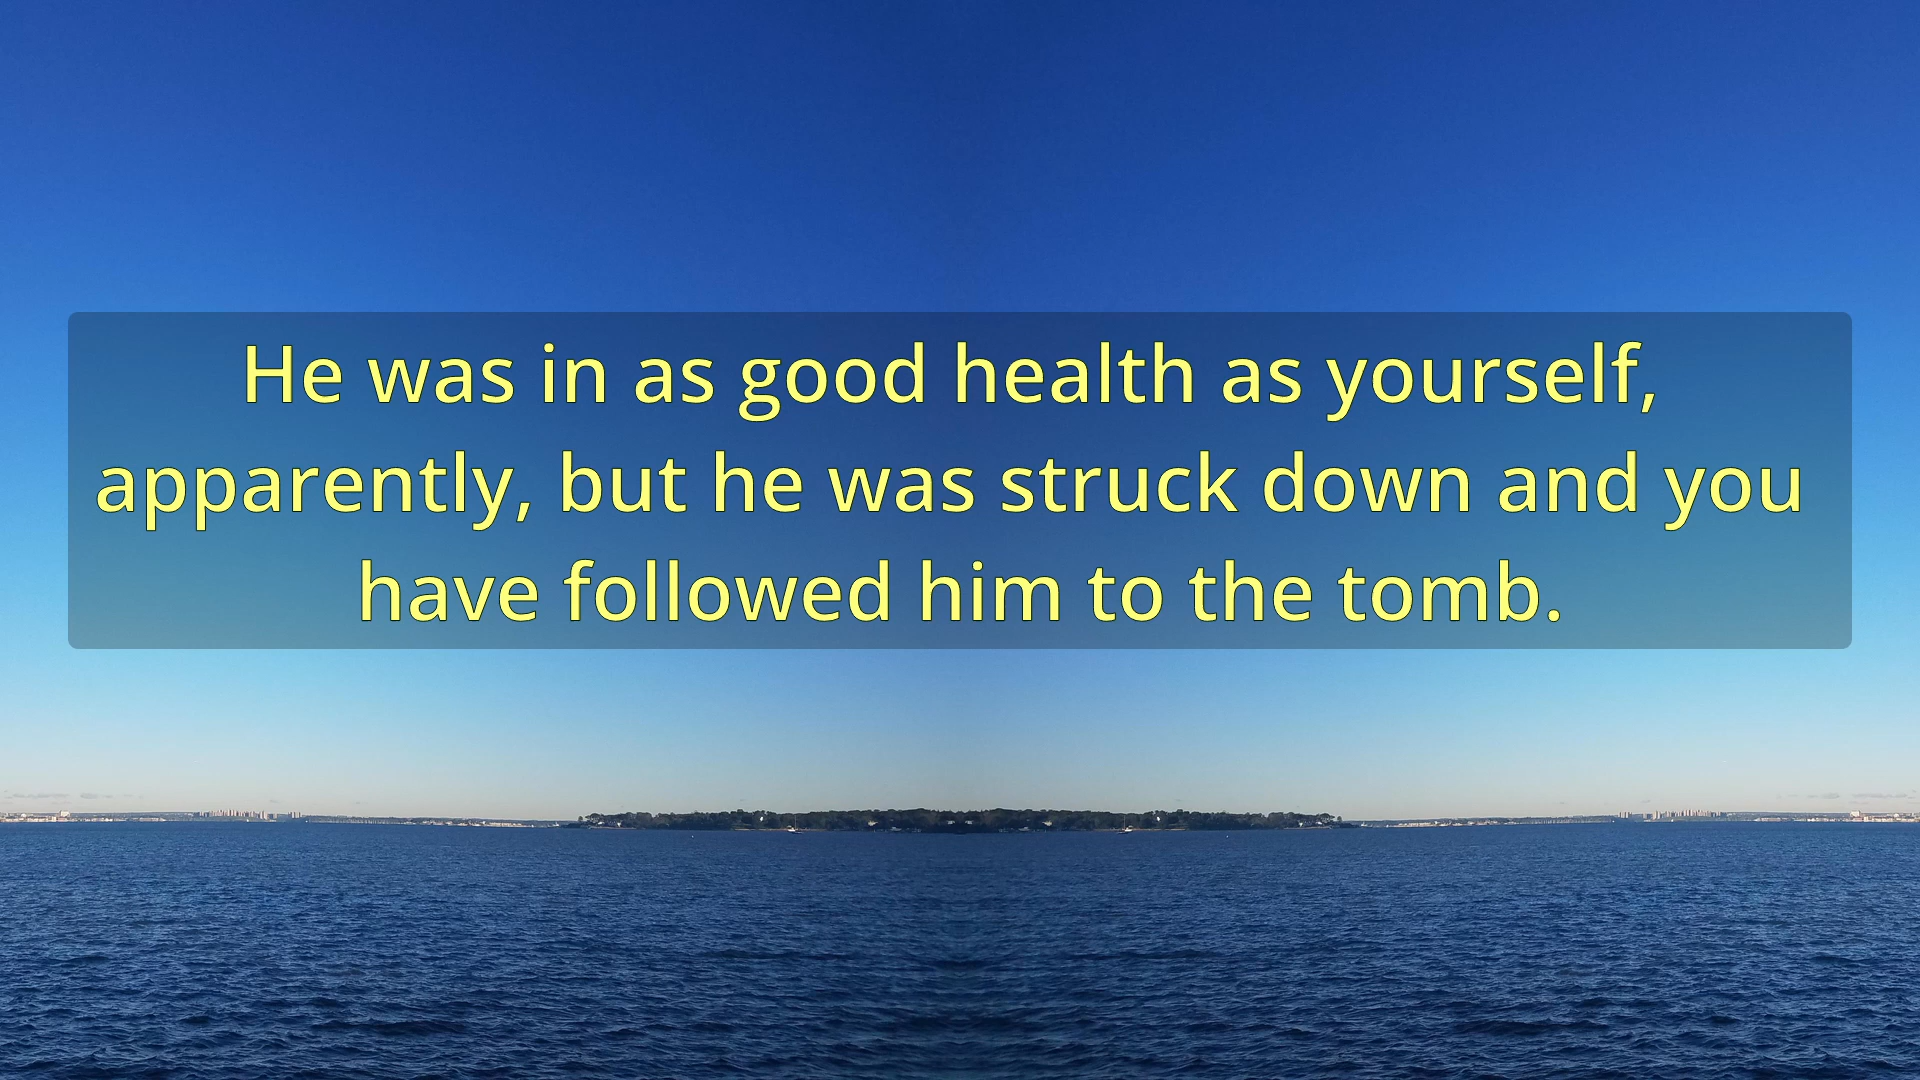 He was in as good health as yourself,
apparently, but he was struck down and you
have followed him to the tomb.